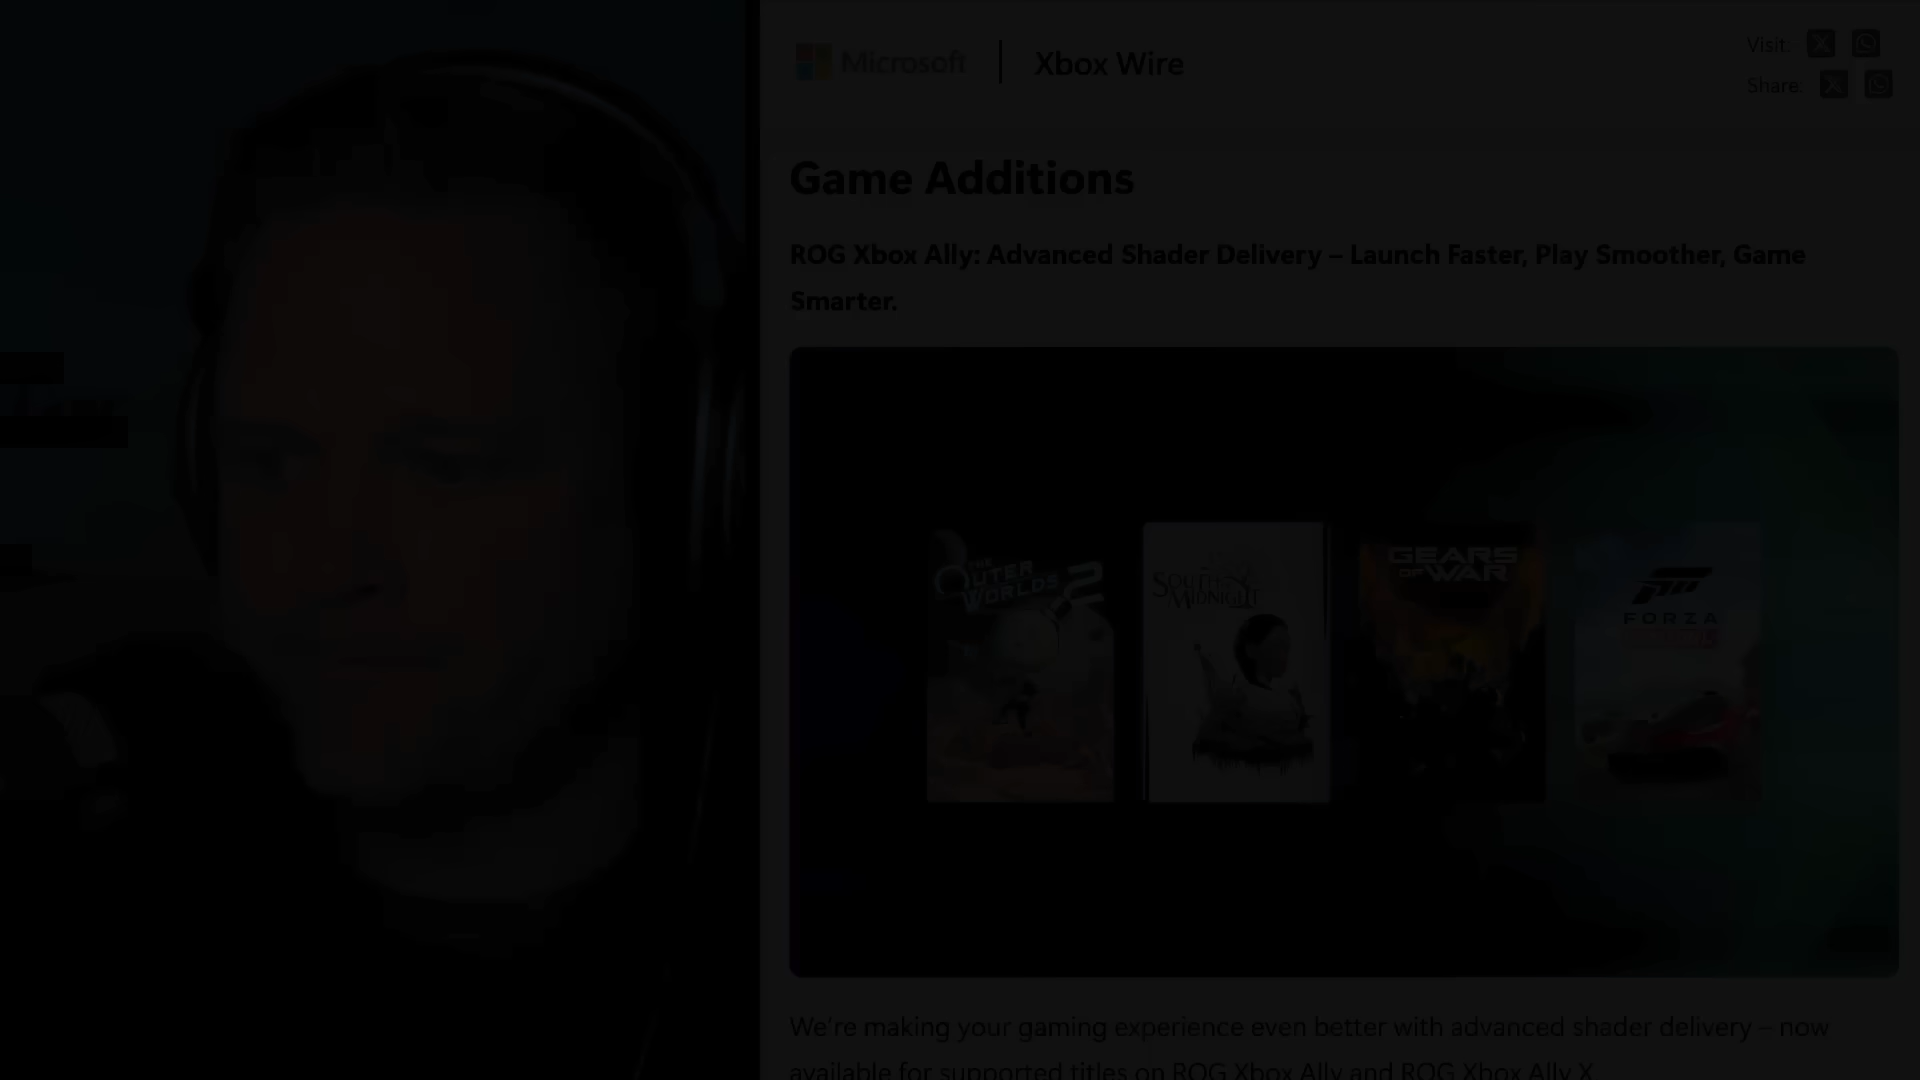 Microsoft
Xbox Wire
Visit:
Share:
Game Additions
ROG Xbox Ally: Advanced Shader Delivery – Launch Faster, Play Smoother, Game
Smarter.
THE
OUTER
WORLDS 2
SOUTH OF
MIDNIGHT
GEARS
OF WAR
FORZA
We're making your gaming experience even better with advanced shader delivery – now
available for supported titles on ROG Xbox Ally and ROG Xbox Ally X.